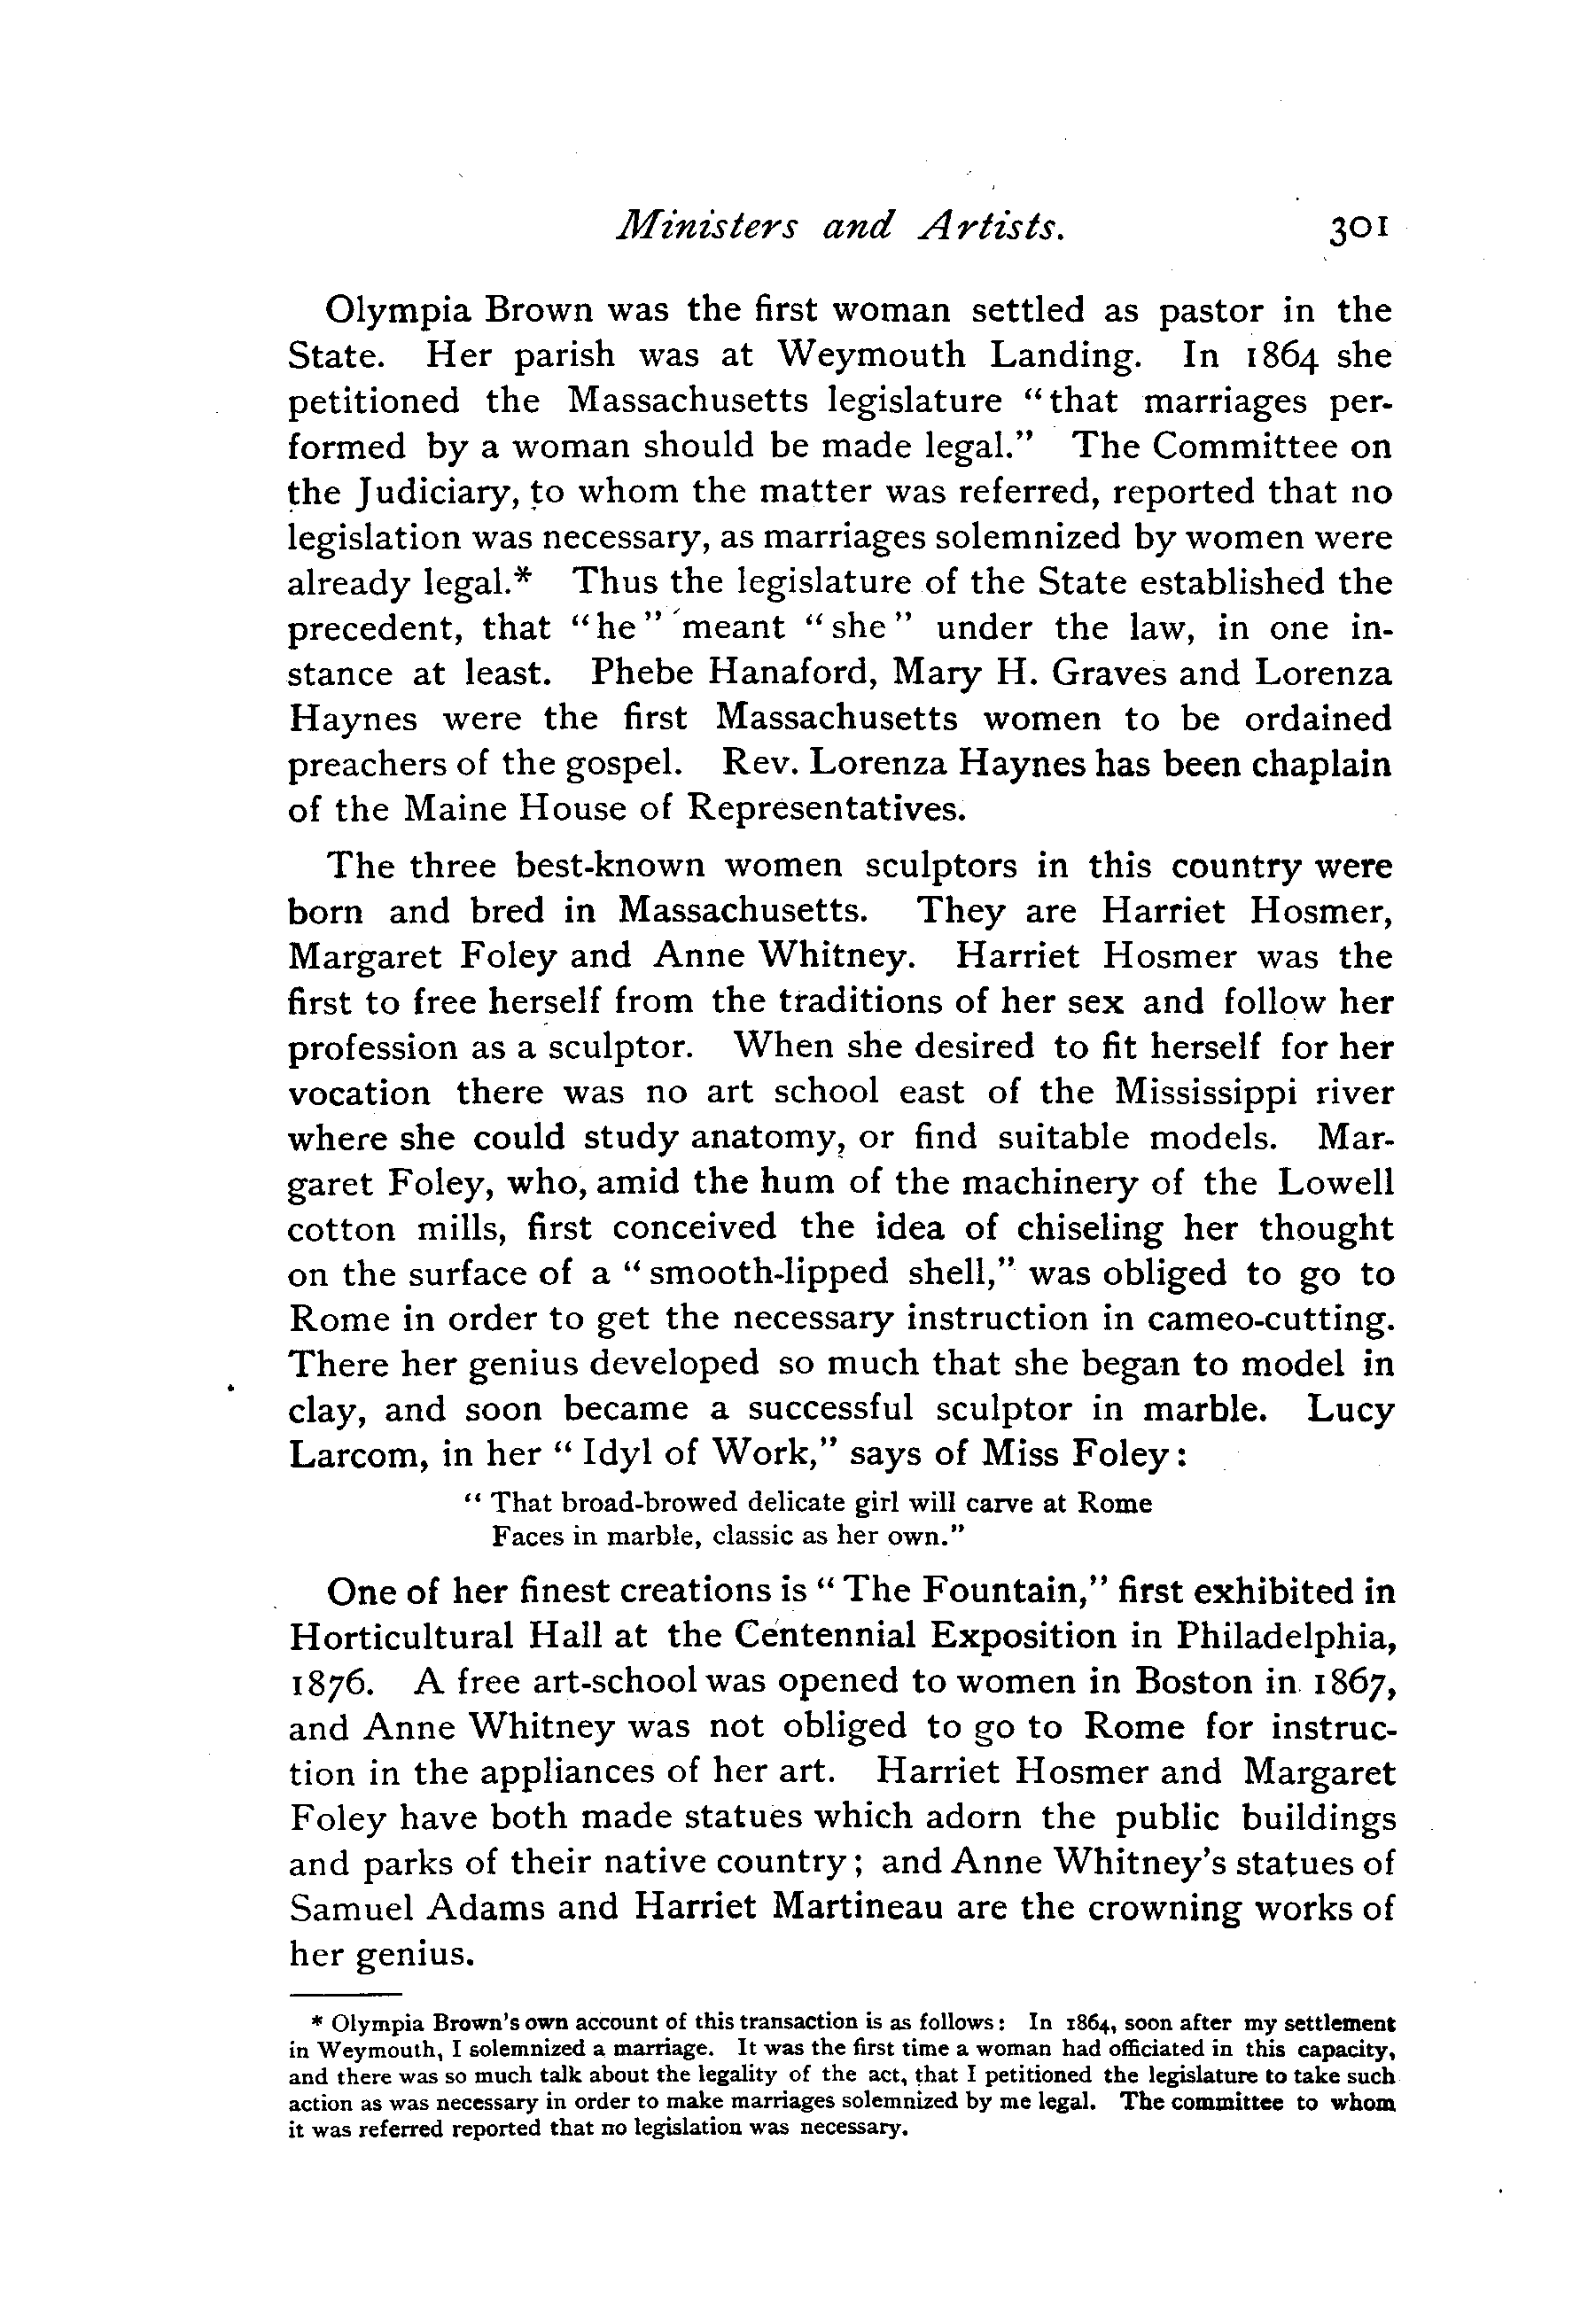 Ministers and Artists. 301
Olympia Brown was the first woman settled as pastor in the
State. Her parish was at Weymouth Landing. In 1864 she
petitioned the Massachusetts legislature "that marriages per-
formed by a woman should be made legal." The Committee on
the Judiciary, to whom the matter was referred, reported that no
legislation was necessary, as marriages solemnized by women were
already legal.* Thus the legislature of the State established the
precedent, that "he" meant "she" under the law, in one in-
stance at least. Phebe Hanaford, Mary H. Graves and Lorenza
Haynes were the first Massachusetts women to be ordained
preachers of the gospel. Rev. Lorenza Haynes has been chaplain
of the Maine House of Representatives.
The three best-known women sculptors in this country were
born and bred in Massachusetts. They are Harriet Hosmer,
Margaret Foley and Anne Whitney. Harriet Hosmer was the
first to free herself from the traditions of her sex and follow her
profession as a sculptor. When she desired to fit herself for her
vocation there was no art school east of the Mississippi river
where she could study anatomy, or find suitable models. Mar-
garet Foley, who, amid the hum of the machinery of the Lowell
cotton mills, first conceived the idea of chiseling her thought
on the surface of a "smooth-lipped shell," was obliged to go to
Rome in order to get the necessary instruction in cameo-cutting.
There her genius developed so much that she began to model in
clay, and soon became a successful sculptor in marble. Lucy
Larcom, in her "Idyl of Work," says of Miss Foley:
"That broad-browed delicate girl will carve at Rome
Faces in marble, classic as her own."
One of her finest creations is "The Fountain," first exhibited in
Horticultural Hall at the Centennial Exposition in Philadelphia,
1876. A free art-school was opened to women in Boston in 1867,
and Anne Whitney was not obliged to go to Rome for instruc-
tion in the appliances of her art. Harriet Hosmer and Margaret
Foley have both made statues which adorn the public buildings
and parks of their native country; and Anne Whitney's statues of
Samuel Adams and Harriet Martineau are the crowning works of
her genius.
* Olympia Brown's own account of this transaction is as follows: In 1864, soon after my settlement
in Weymouth, I solemnized a marriage. It was the first time a woman had officiated in this capacity,
and there was so much talk about the legality of the act, that I petitioned the legislature to take such
action as was necessary in order to make marriages solemnized by me legal. The committee to whom
it was referred reported that no legislation was necessary.